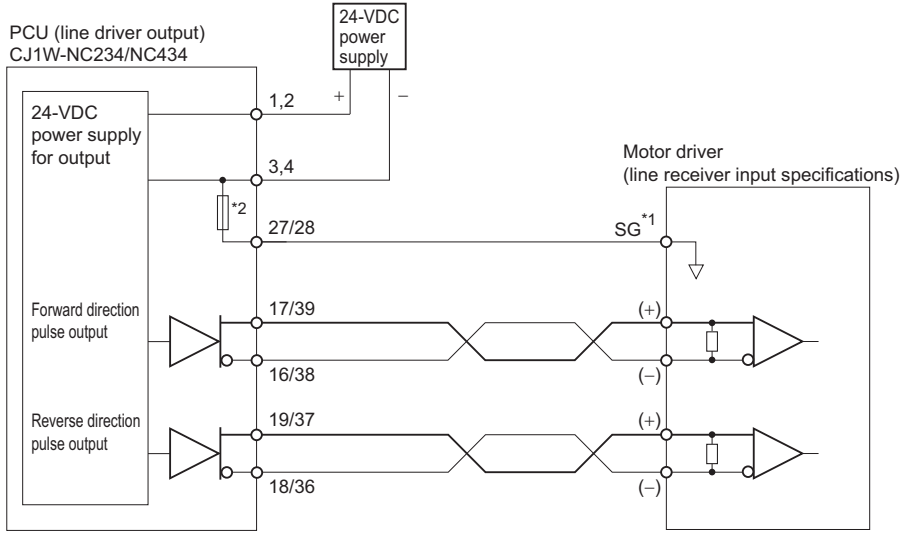 PCU (line driver output)
CJ1W-NC234/NC434
24-VDC
power
supply
+
−
1,2
24-VDC
power supply
for output
3,4
*2
27/28
Motor driver
(line receiver input specifications)
SG*1
Forward direction
pulse output
17/39
(+)
16/38
(−)
Reverse direction
pulse output
19/37
(+)
18/36
(−)